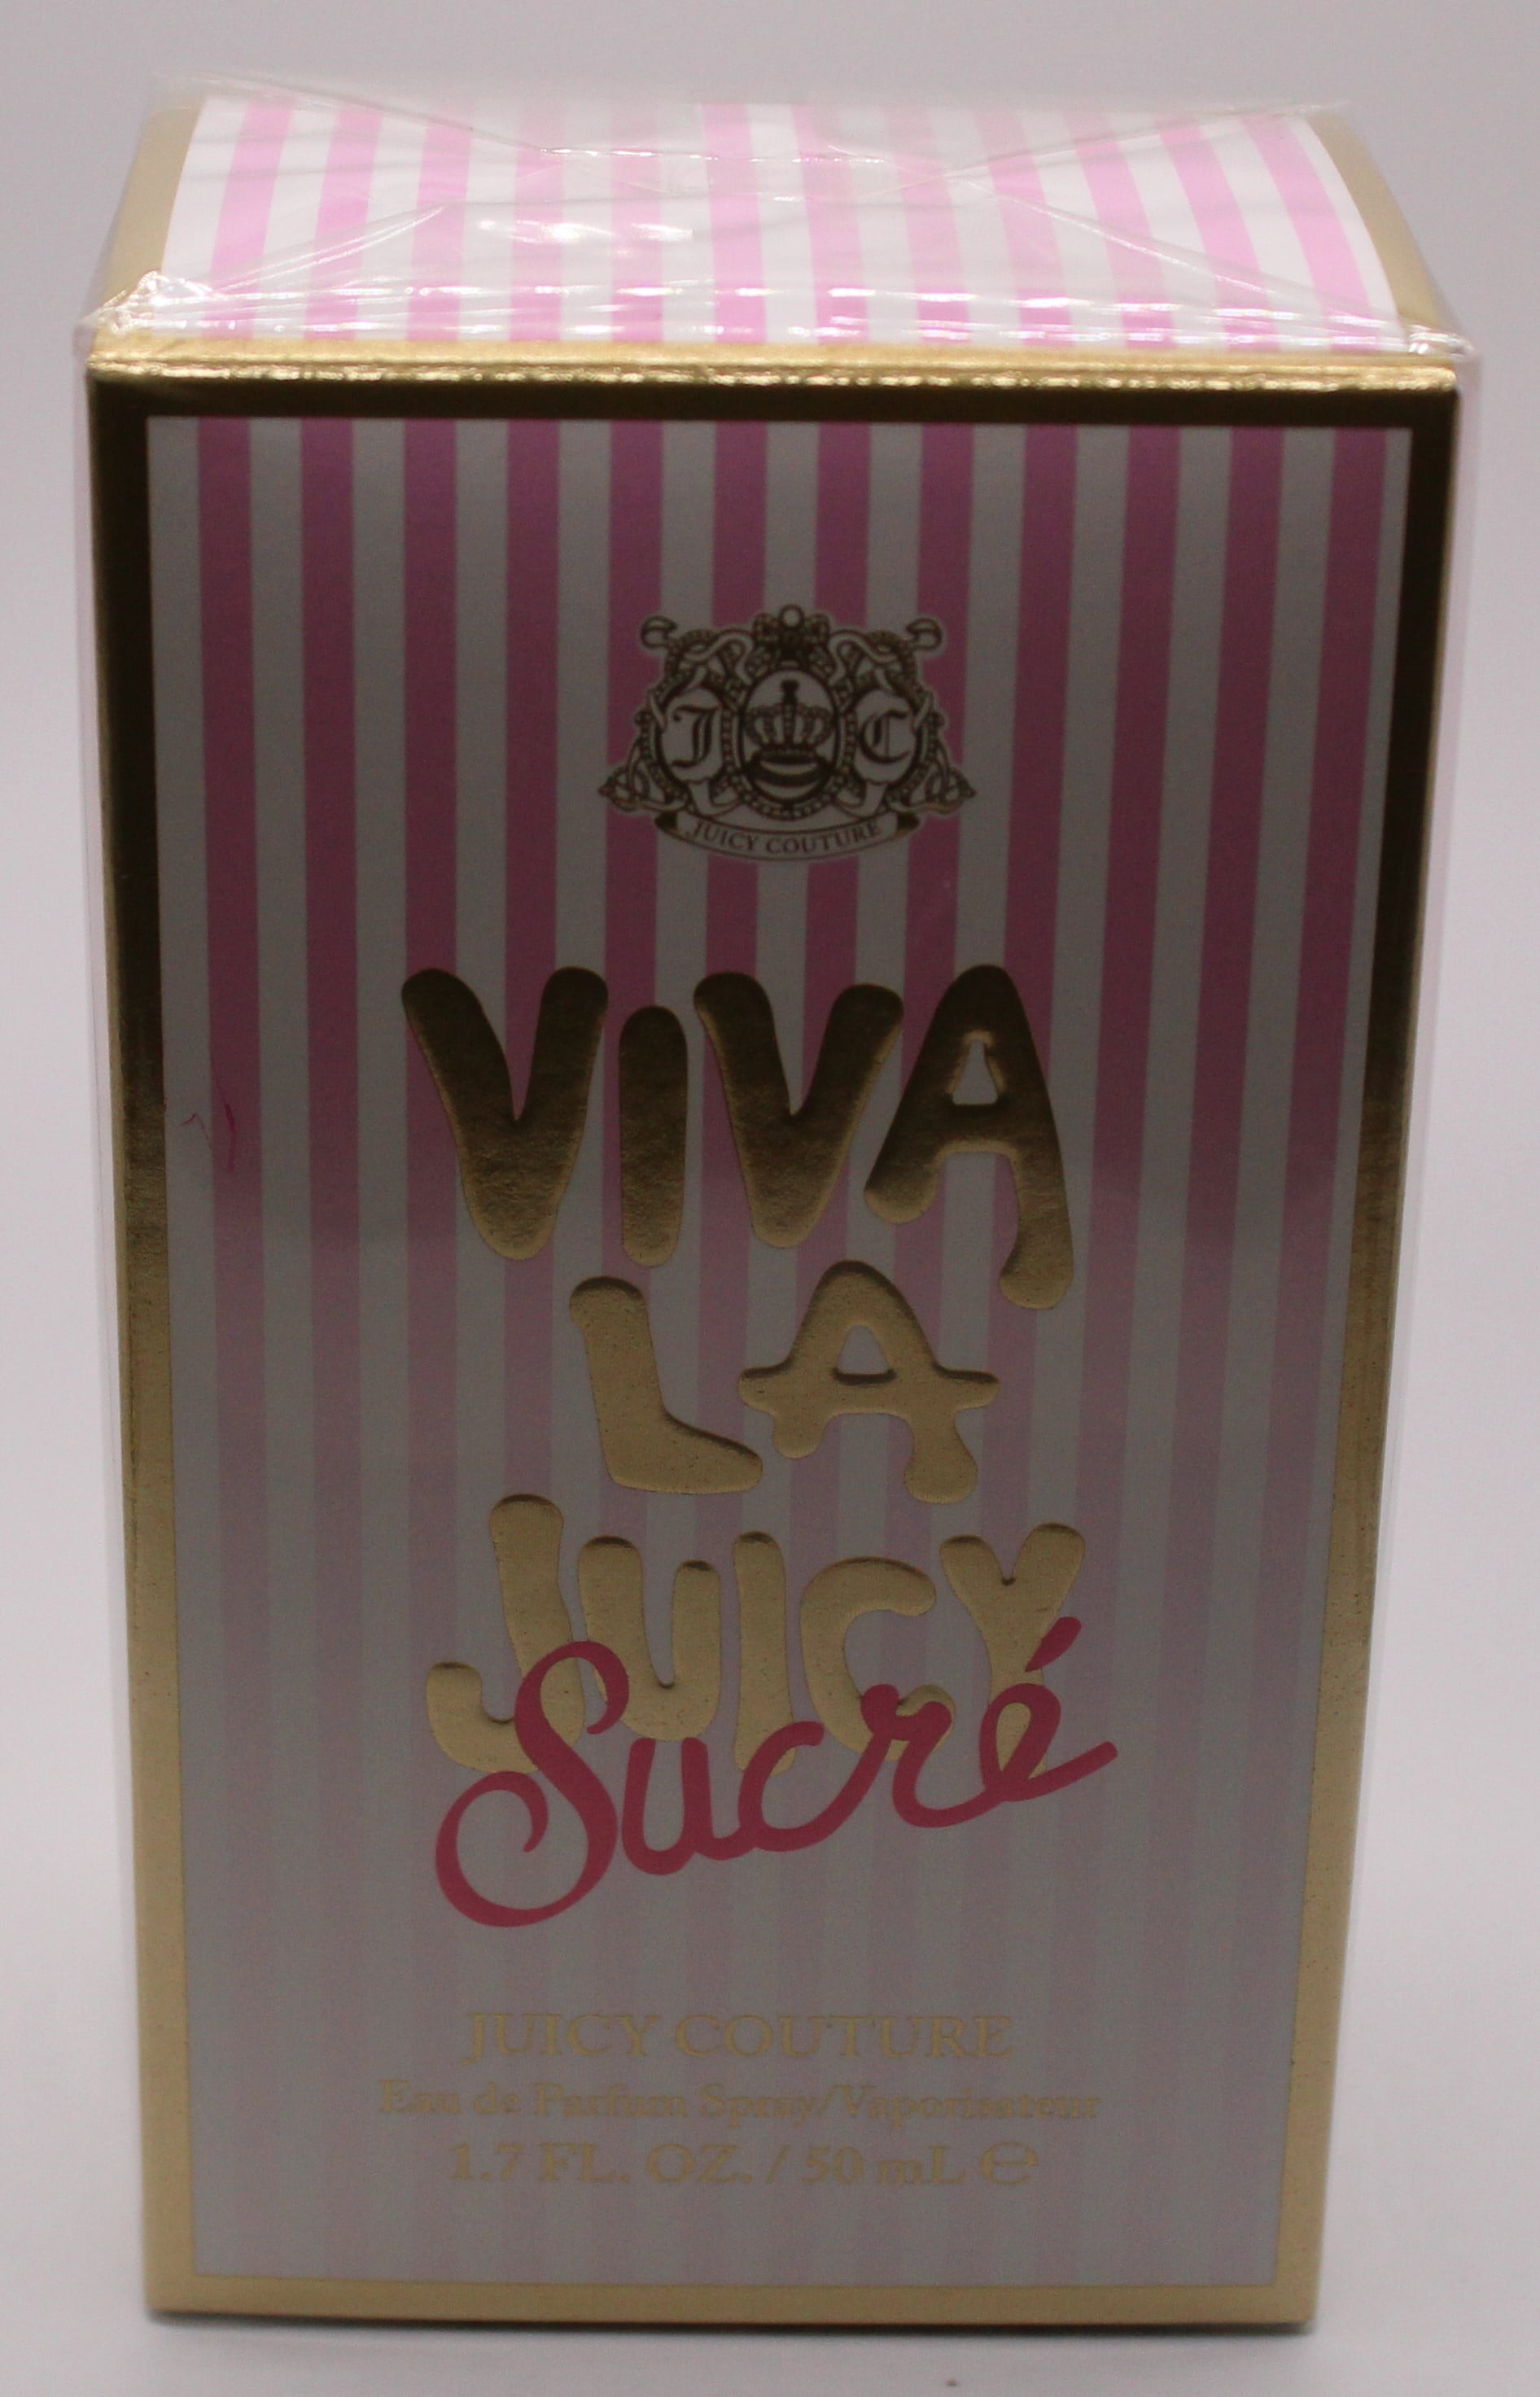 J C
JUICY COUTURE
VIVA
LA
JUICY
Sucré
JUICY COUTURE
Eau de Parfum Spray/Vaporisateur
1.7 FL. OZ. / 50 mL ℮